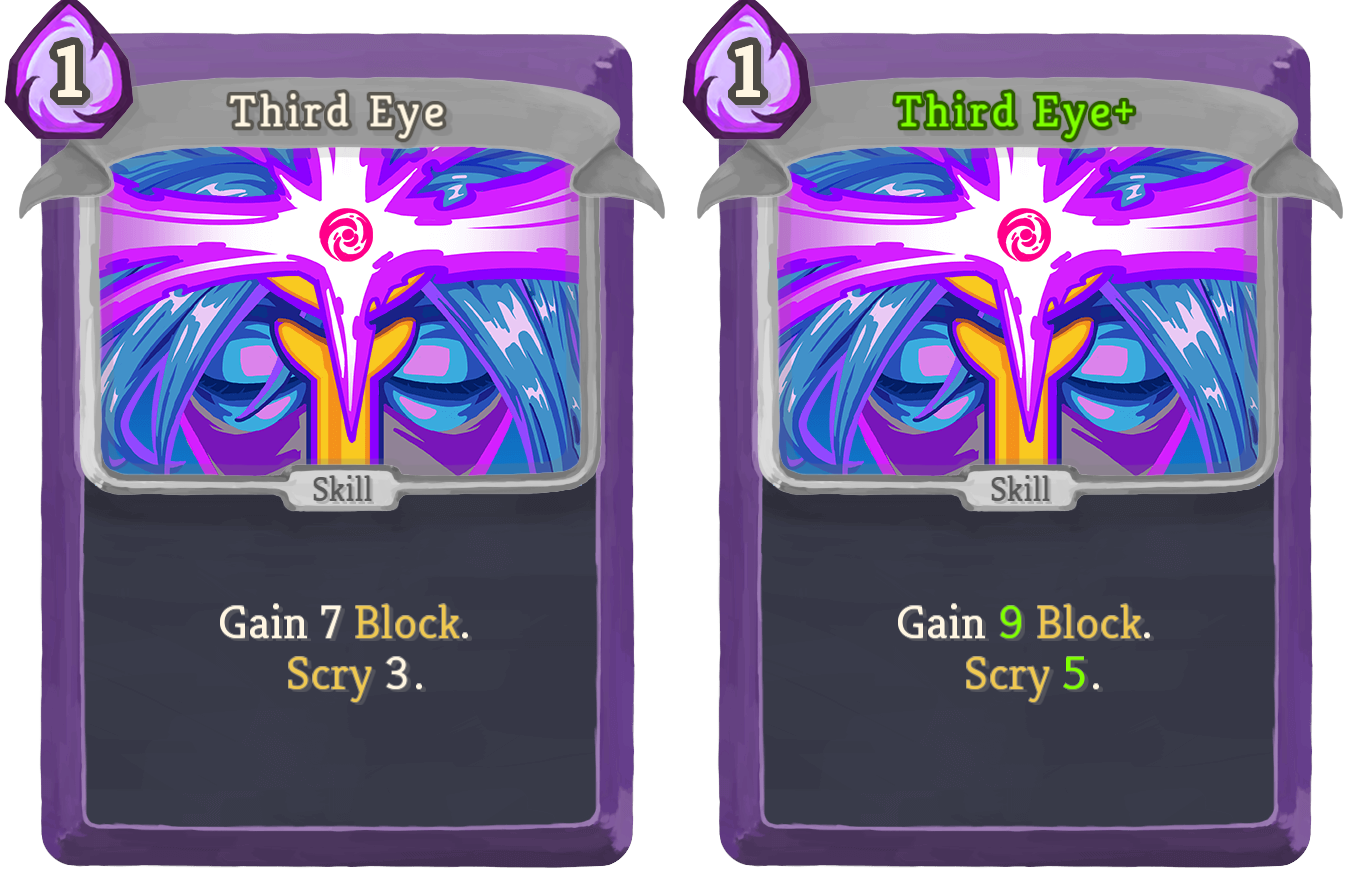 1
Third Eye
Skill
Gain 7 Block.
Scry 3.
1
Third Eye+
Skill
Gain 9 Block.
Scry 5.